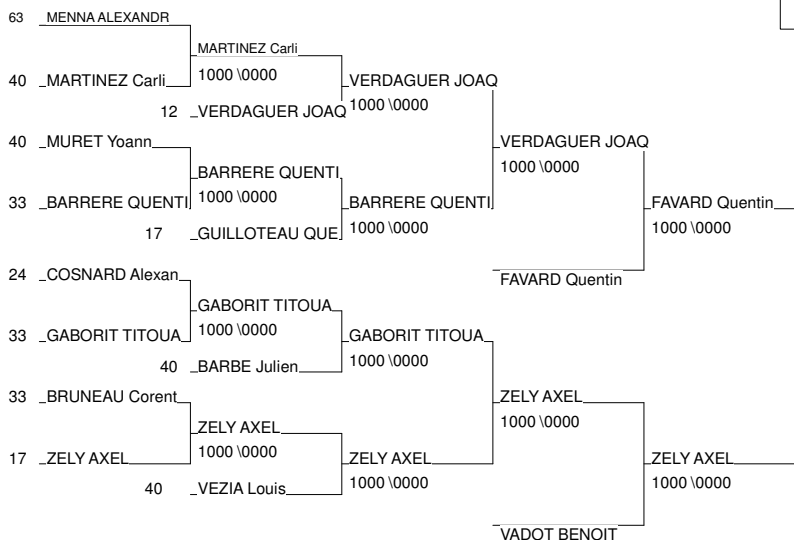 63 MENNA ALEXANDR
MARTINEZ Carli
40 MARTINEZ Carli 1000 \0000 VERDAGUER JOAQ
12 VERDAGUER JOAQ 1000 \0000
40 MURET Yoann VERDAGUER JOAQ
BARRERE QUENTI 1000 \0000
1000 \0000
33 BARRERE QUENTI BARRERE QUENTI FAVARD Quentin
17 GUILLOTEAU QUE 1000 \0000 1000 \0000
24 COSNARD Alexan FAVARD Quentin
GABORIT TITOUA
33 GABORIT TITOUA 1000 \0000 GABORIT TITOUA
40 BARBE Julien 1000 \0000
33 BRUNEAU Corent ZELY AXEL
ZELY AXEL 1000 \0000
1000 \0000
17 ZELY AXEL ZELY AXEL ZELY AXEL
40 VEZIA Louis 1000 \0000 1000 \0000
VADOT BENOIT